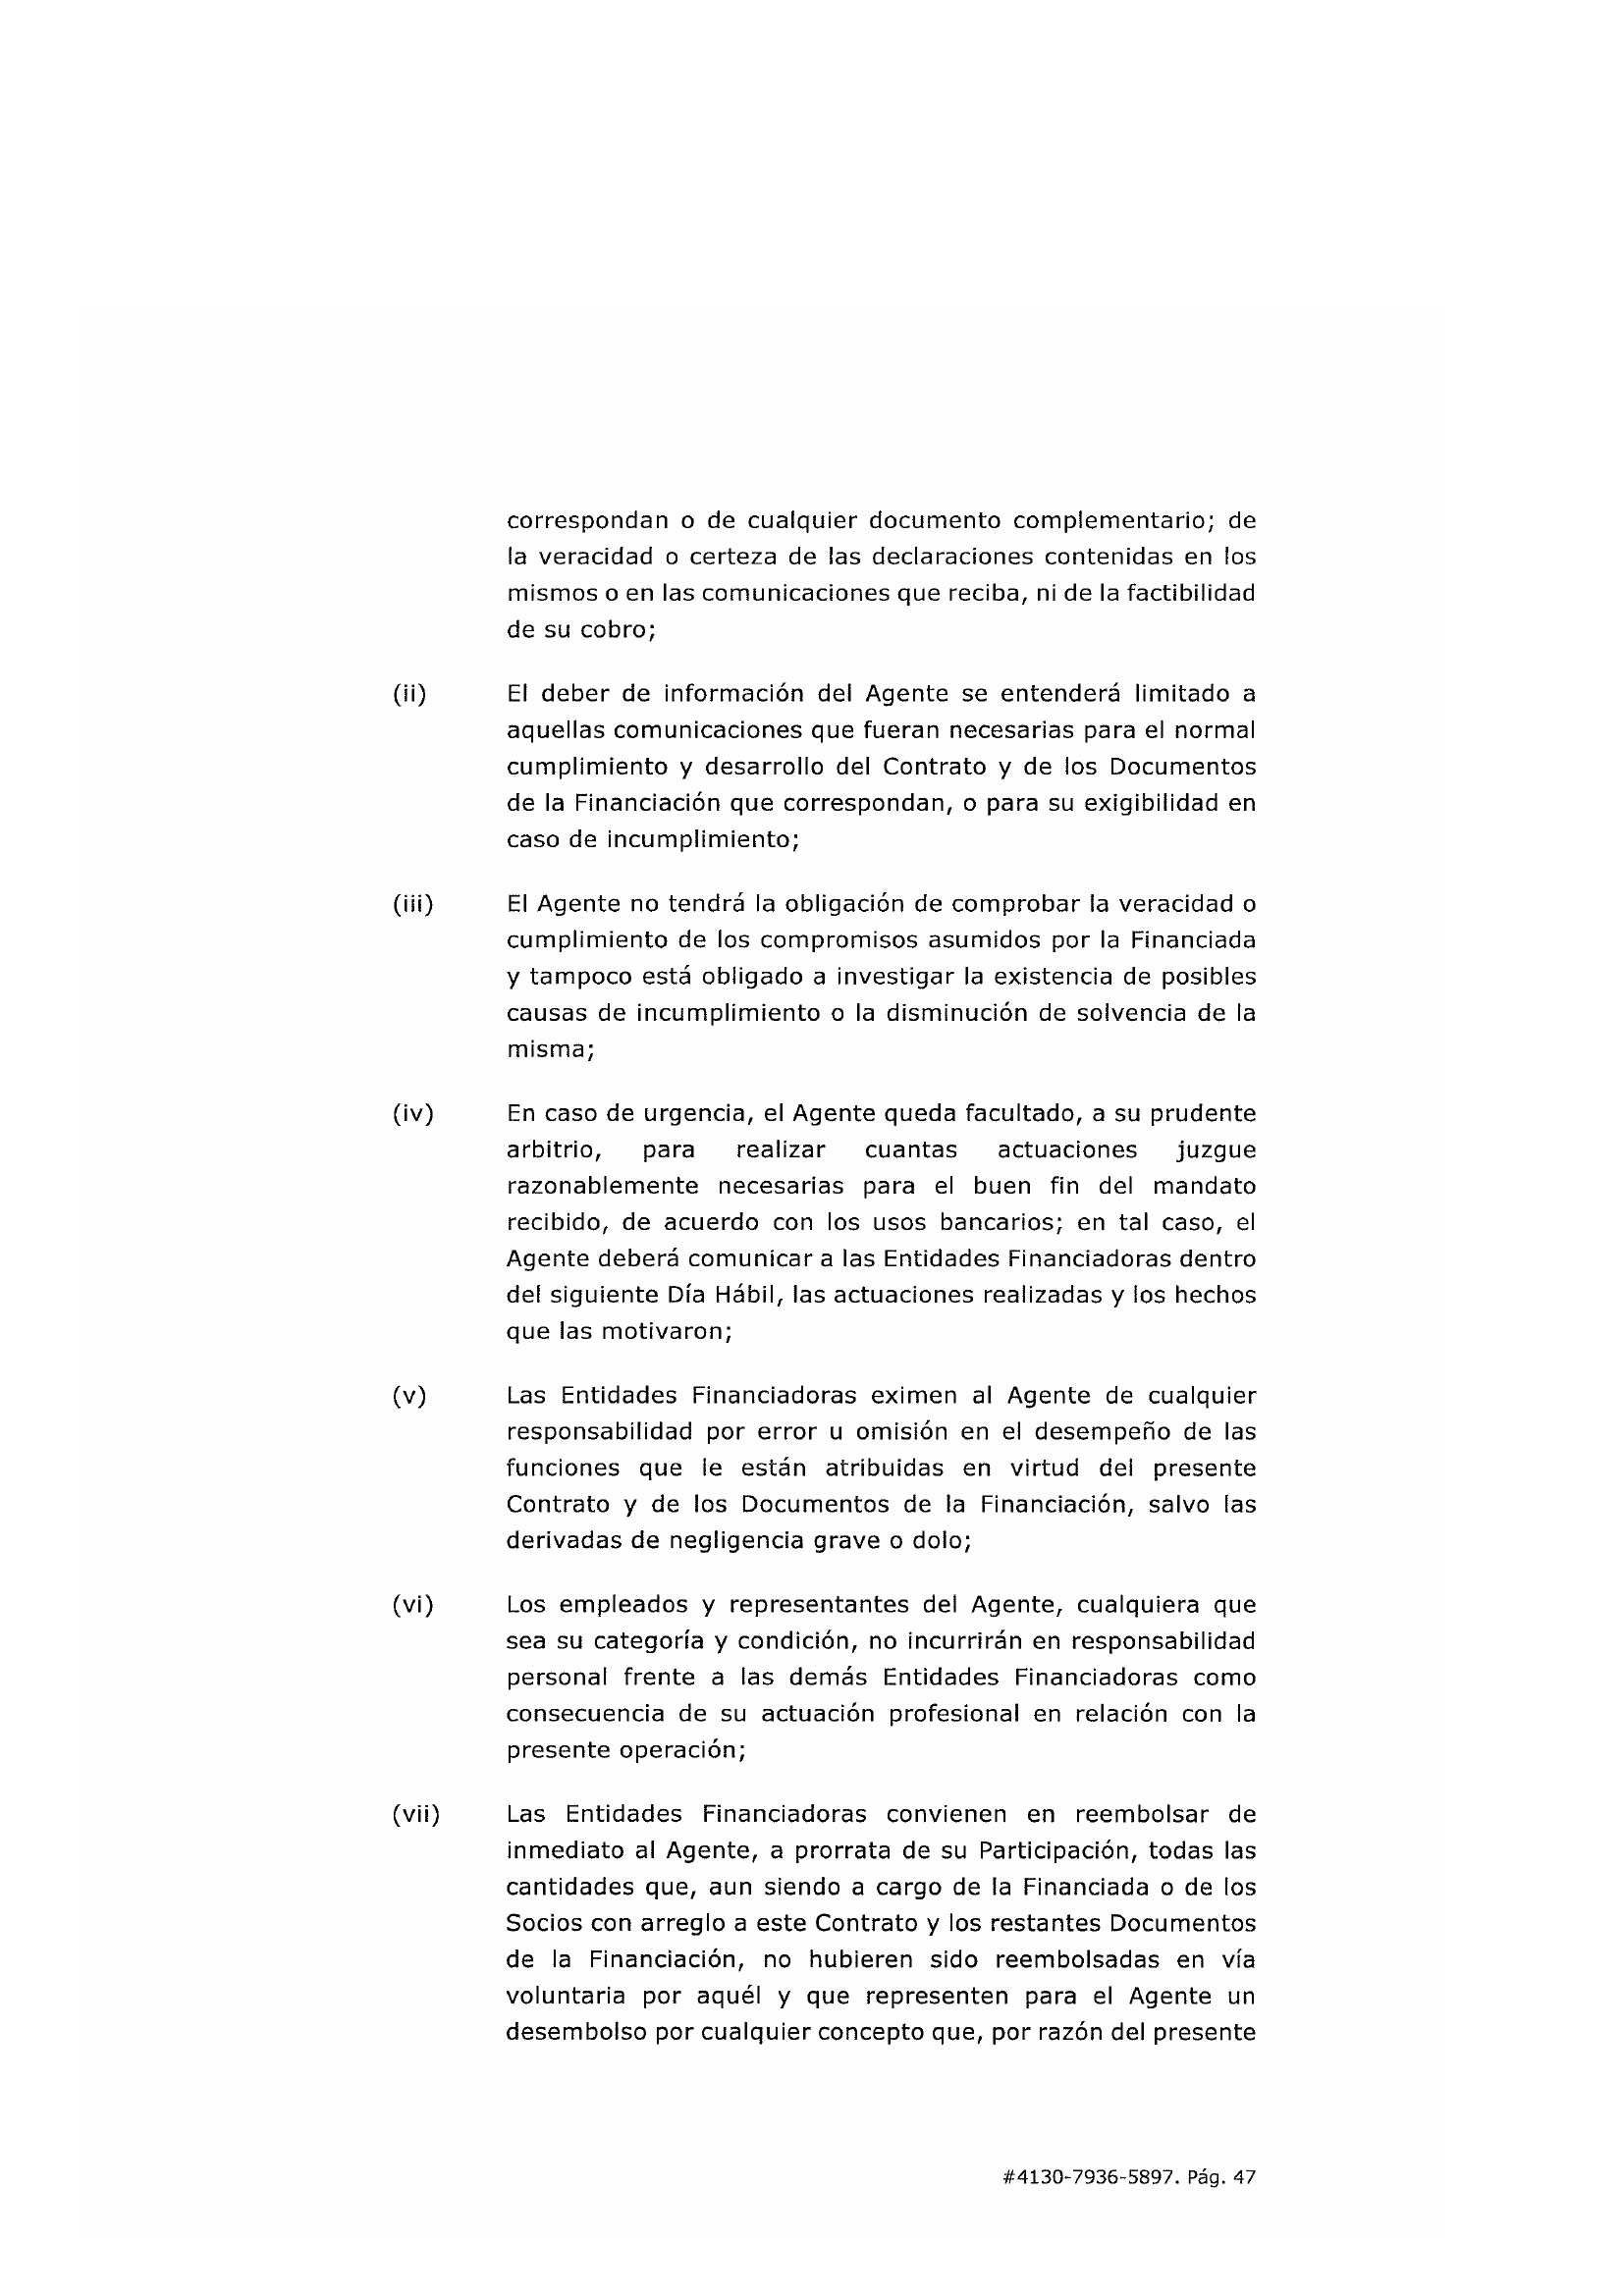 correspondan o de cualquier documento complementario; de
la veracidad o certeza de las declaraciones contenidas en los
mismos o en las comunicaciones que reciba, ni de la factibilidad
de su cobro;
(ii) El deber de información del Agente se entenderá limitado a
aquellas comunicaciones que fueran necesarias para el normal
cumplimiento y desarrollo del Contrato y de los Documentos
de la Financiación que correspondan, o para su exigibilidad en
caso de incumplimiento;
(iii) El Agente no tendrá la obligación de comprobar la veracidad o
cumplimiento de los compromisos asumidos por la Financiada
y tampoco está obligado a investigar la existencia de posibles
causas de incumplimiento o la disminución de solvencia de la
misma;
(iv) En caso de urgencia, el Agente queda facultado, a su prudente
arbitrio, para realizar cuantas actuaciones juzgue
razonablemente necesarias para el buen fin del mandato
recibido, de acuerdo con los usos bancarios; en tal caso, el
Agente deberá comunicar a las Entidades Financiadoras dentro
del siguiente Día Hábil, las actuaciones realizadas y los hechos
que las motivaron;
(v) Las Entidades Financiadoras eximen al Agente de cualquier
responsabilidad por error u omisión en el desempeño de las
funciones que le están atribuidas en virtud del presente
Contrato y de los Documentos de la Financiación, salvo las
derivadas de negligencia grave o dolo;
(vi) Los empleados y representantes del Agente, cualquiera que
sea su categoría y condición, no incurrirán en responsabilidad
personal frente a las demás Entidades Financiadoras como
consecuencia de su actuación profesional en relación con la
presente operación;
(vii) Las Entidades Financiadoras convienen en reembolsar de
inmediato al Agente, a prorrata de su Participación, todas las
cantidades que, aun siendo a cargo de la Financiada o de los
Socios con arreglo a este Contrato y los restantes Documentos
de la Financiación, no hubieren sido reembolsadas en vía
voluntaria por aquél y que representen para el Agente un
desembolso por cualquier concepto que, por razón del presente
#4130-7936-5897. Pág. 47